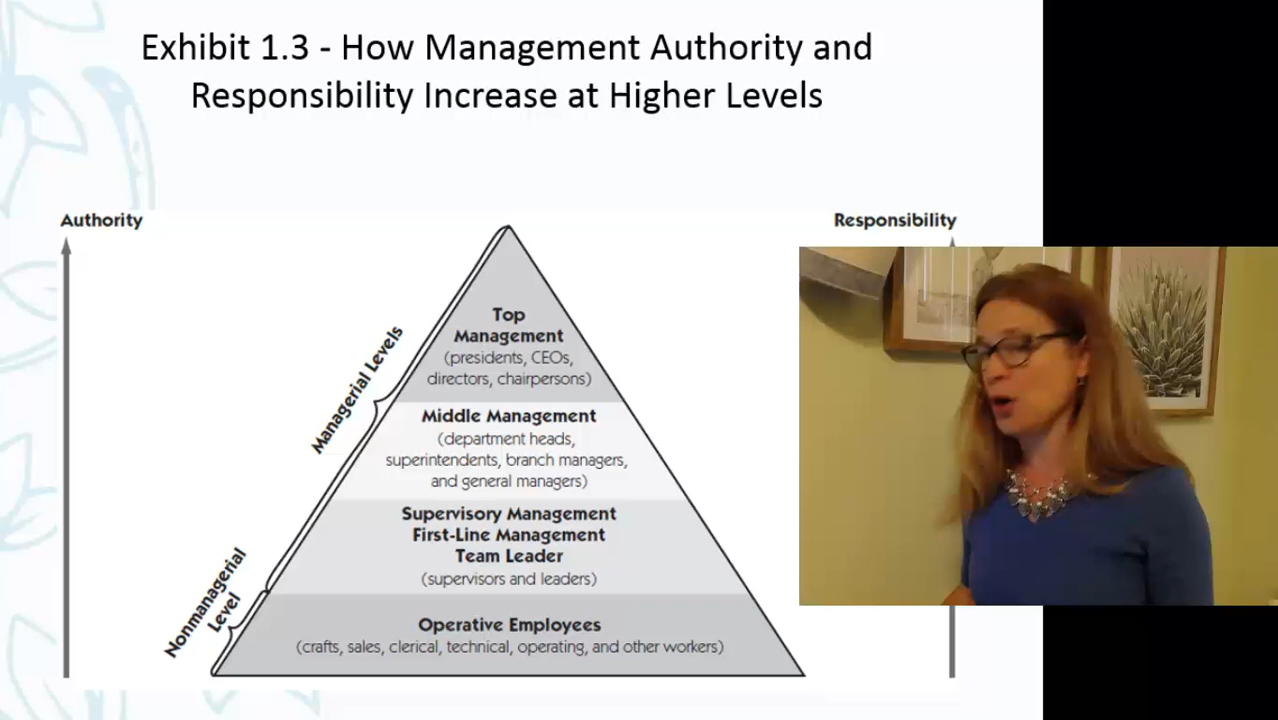 Exhibit 1.3 - How Management Authority and
Responsibility Increase at Higher Levels
Authority
Responsibility
Managerial Levels
Top
Management
(presidents, CEOs,
directors, chairpersons)
Middle Management
(department heads,
superintendents, branch managers,
and general managers)
Supervisory Management
First-Line Management
Team Leader
(supervisors and leaders)
Nonmanagerial
Level
Operative Employees
(crafts, sales, clerical, technical, operating, and other workers)